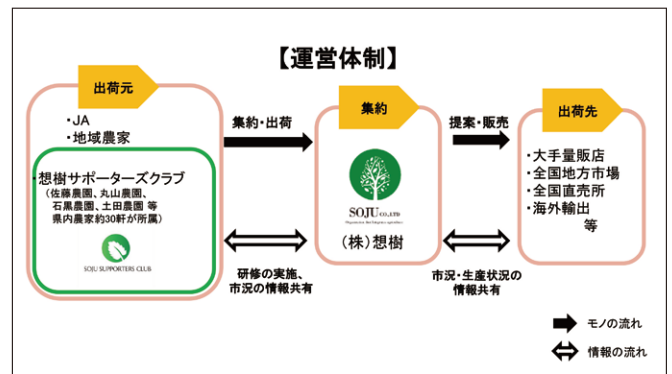 【運営体制】
出荷元
・JA
・地域農家
・想樹サポーターズクラブ
(佐藤農園、丸山農園、
石黒農園、土田農園 等
県内農家約30軒が所属)
SOJU SUPPORTERS CLUB
集約・出荷
研修の実施、
市況の情報共有
集約
SOJU CO.,LTD
(株)想樹
提案・販売
市況・生産状況の
情報共有
出荷先
・大手量販店
・全国地方市場
・全国直売所
・海外輸出
等
モノの流れ
情報の流れ